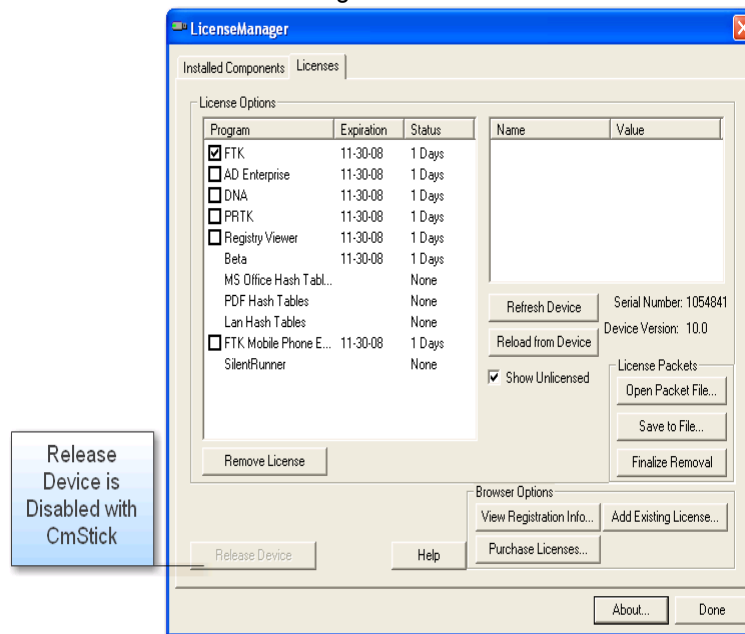 LicenseManager
Installed Components Licenses
License Options
Program Expiration Status
FTK 11-30-08 1 Days
AD Enterprise 11-30-08 1 Days
DNA 11-30-08 1 Days
PRTK 11-30-08 1 Days
Registry Viewer 11-30-08 1 Days
Beta 11-30-08 1 Days
MS Office Hash Tabl... None
PDF Hash Tables None
Lan Hash Tables None
FTK Mobile Phone E... 11-30-08 1 Days
SilentRunner None
Name Value
Refresh Device
Serial Number: 1054841
Reload from Device
Device Version: 10.0
Show Unlicensed
License Packets
Open Packet File...
Save to File...
Finalize Removal
Remove License
Browser Options
View Registration Info...
Add Existing License...
Purchase Licenses...
Release Device
Help
About...
Done
Release
Device is
Disabled with
CmStick